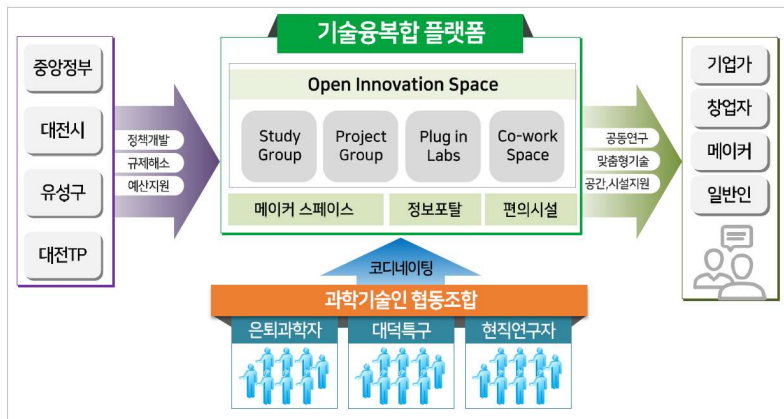 기술융복합 플랫폼
중앙정부
대전시
유성구
대전TP
정책개발
규제해소
예산지원
Open Innovation Space
Study
Group
Project
Group
Plug in
Labs
Co-work
Space
메이커 스페이스
정보포탈
편의시설
공동연구
맞춤형기술
공간,시설지원
기업가
창업자
메이커
일반인
코디네이팅
과학기술인 협동조합
은퇴과학자
대덕특구
현직연구자